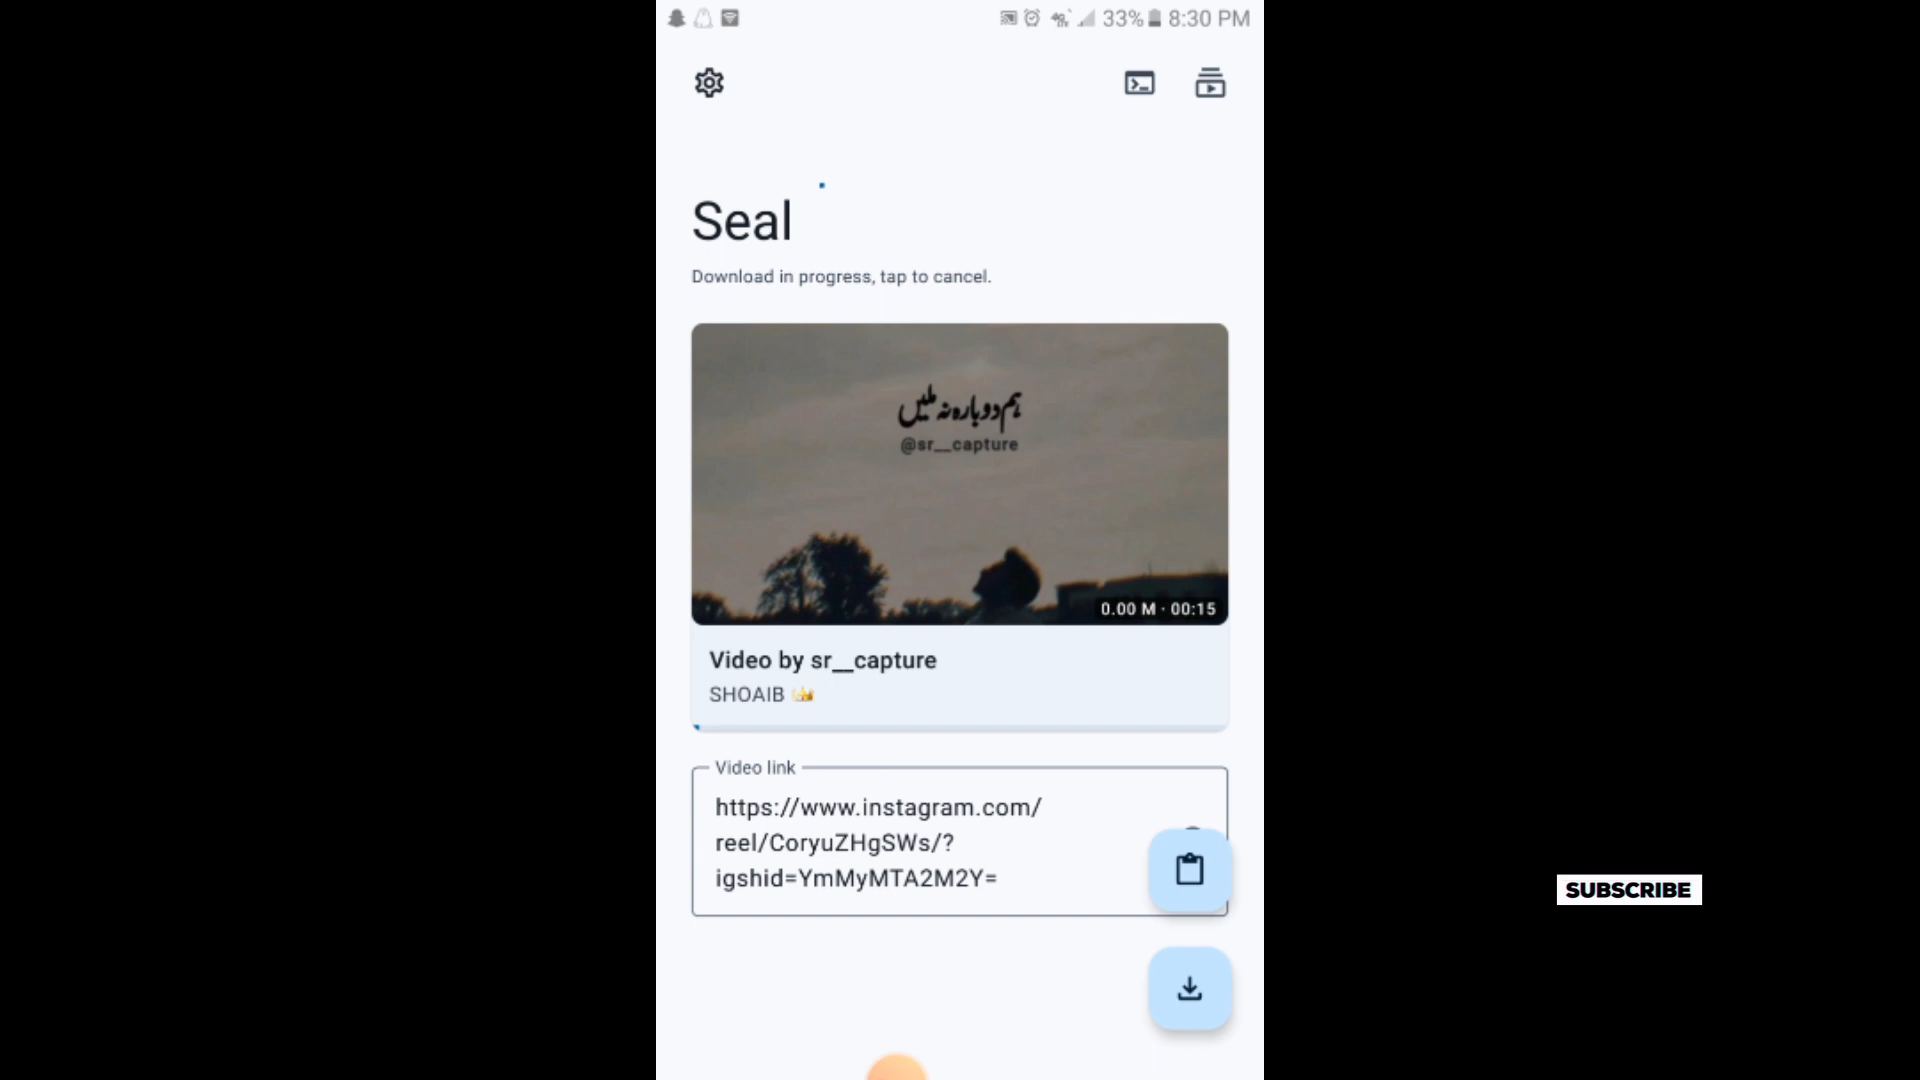 33% 8:30 PM
Seal
Download in progress, tap to cancel.
ہم دوبارہ نہ ملیں
@sr__capture
0.00 M · 00:15
Video by sr__capture
SHOAIB
Video link
https://www.instagram.com/
reel/CoryuZHgSWs/?
igshid=YmMyMTA2M2Y=
SUBSCRIBE